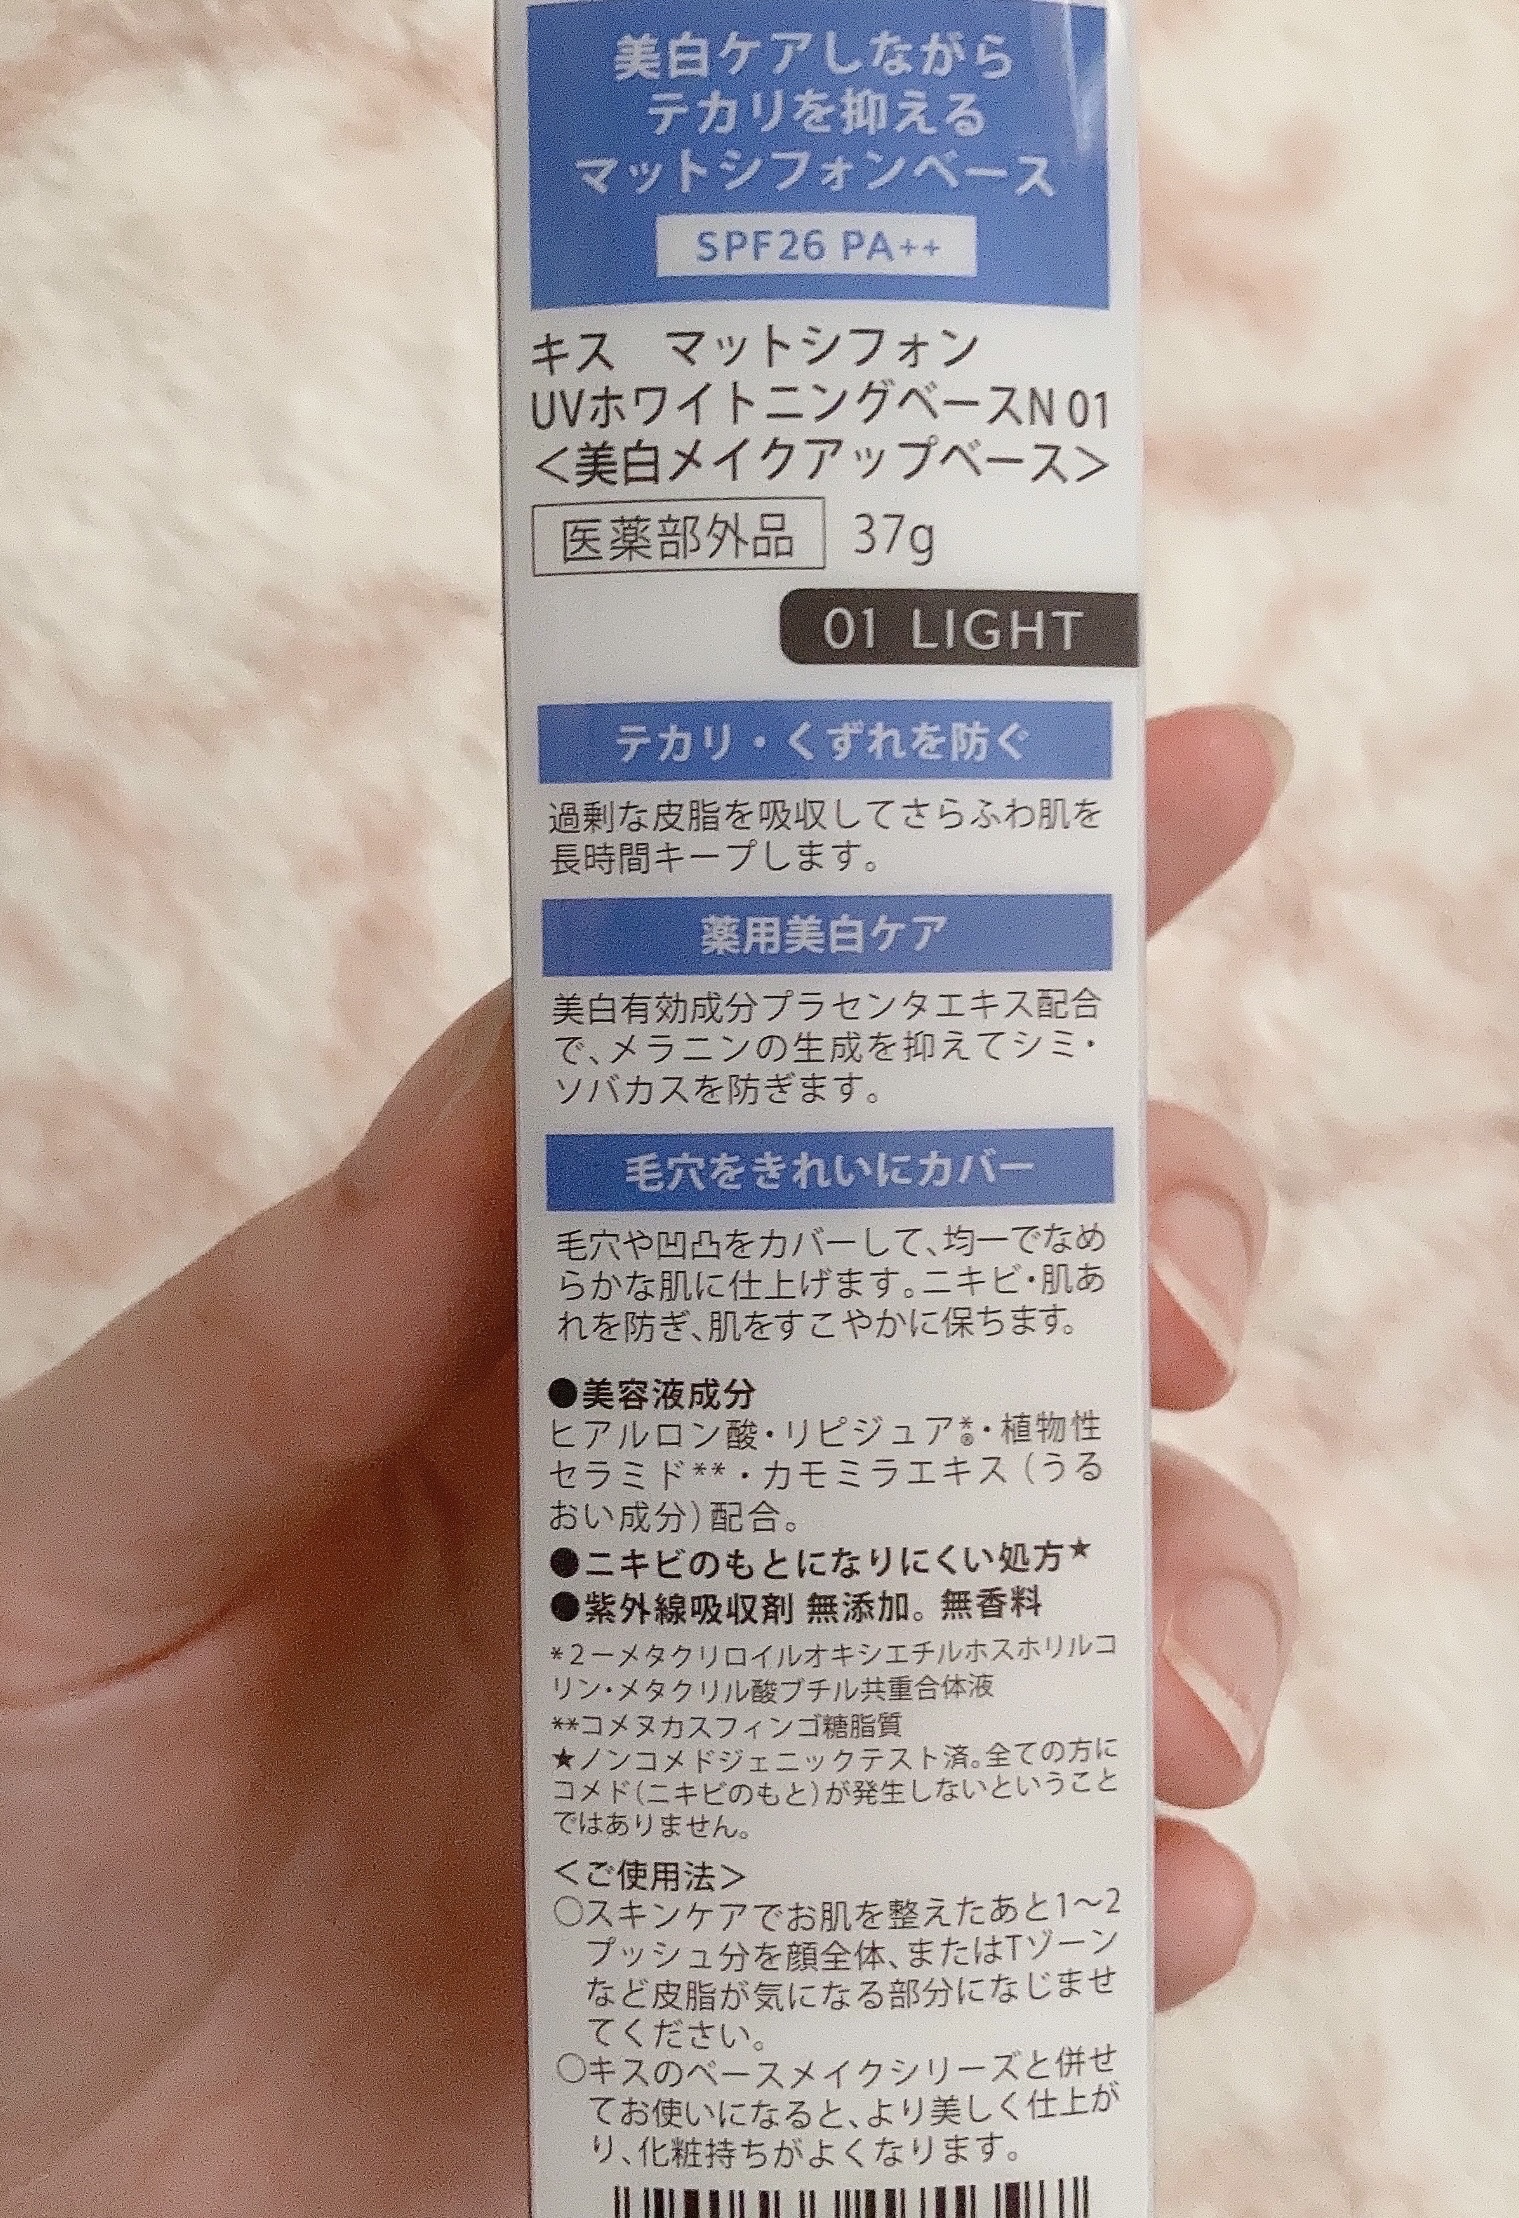 美白ケアしながら
テカリを抑える
マットシフォンベース
SPF26 PA++
キス　マットシフォン
UVホワイトニングベースN 01
＜美白メイクアップベース＞
医薬部外品 37g
01 LIGHT
テカリ・くずれを防ぐ
過剰な皮脂を吸収してさらふわ肌を
長時間キープします。
薬用美白ケア
美白有効成分プラセンタエキス配合
で、メラニンの生成を抑えてシミ・
ソバカスを防ぎます。
毛穴をきれいにカバー
毛穴や凹凸をカバーして、均一でなめ
らかな肌に仕上げます。ニキビ・肌あ
れを防ぎ、肌をすこやかに保ちます。
●美容液成分
ヒアルロン酸・リピジュア*®・植物性
セラミド**・カモミラエキス（うる
おい成分）配合。
●ニキビのもとになりにくい処方★
●紫外線吸収剤 無添加。無香料
*2－メタクリロイルオキシエチルホスホリルコ
リン・メタクリル酸ブチル共重合体液
**コメヌカスフィンゴ糖脂質
★ノンコメドジェニックテスト済。全ての方に
コメド（ニキビのもと）が発生しないということ
ではありません。
＜ご使用法＞
○スキンケアでお肌を整えたあと1〜2
プッシュ分を顔全体、またはTゾーン
など皮脂が気になる部分になじませ
てください。
○キスのベースメイクシリーズと併せ
てお使いになると、より美しく仕上が
り、化粧持ちがよくなります。